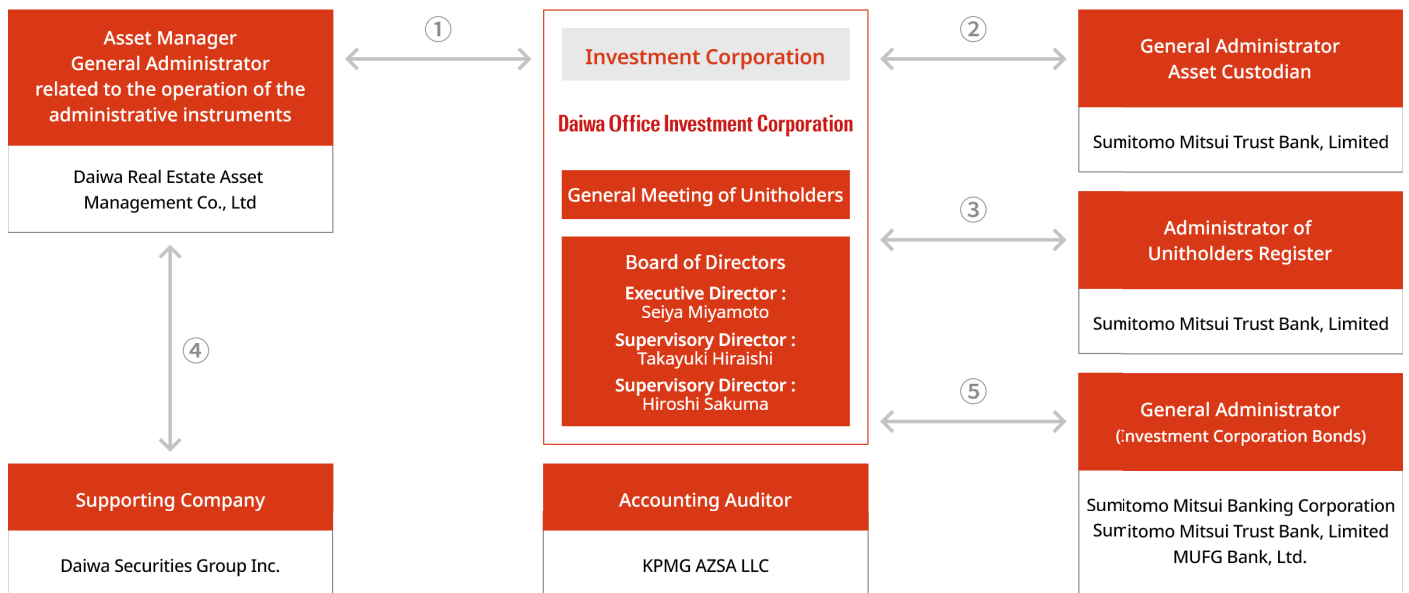 Asset Manager
General Administrator
related to the operation of the
administrative instruments
Daiwa Real Estate Asset
Management Co., Ltd
①
Investment Corporation
Daiwa Office Investment Corporation
General Meeting of Unitholders
Board of Directors
Executive Director :
Seiya Miyamoto
Supervisory Director :
Takayuki Hiraishi
Supervisory Director :
Hiroshi Sakuma
②
General Administrator
Asset Custodian
Sumitomo Mitsui Trust Bank, Limited
③
Administrator of
Unitholders Register
Sumitomo Mitsui Trust Bank, Limited
④
⑤
General Administrator
(Investment Corporation Bonds)
Sumitomo Mitsui Banking Corporation
Sumitomo Mitsui Trust Bank, Limited
MUFG Bank, Ltd.
Supporting Company
Daiwa Securities Group Inc.
Accounting Auditor
KPMG AZSA LLC